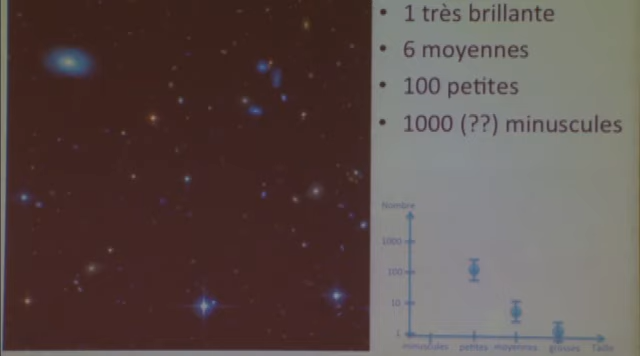 • 1 très brillante
• 6 moyennes
• 100 petites
• 1000 (??) minuscules
Nombre
1000
100
10
1
minuscules petites moyennes grosses Taille